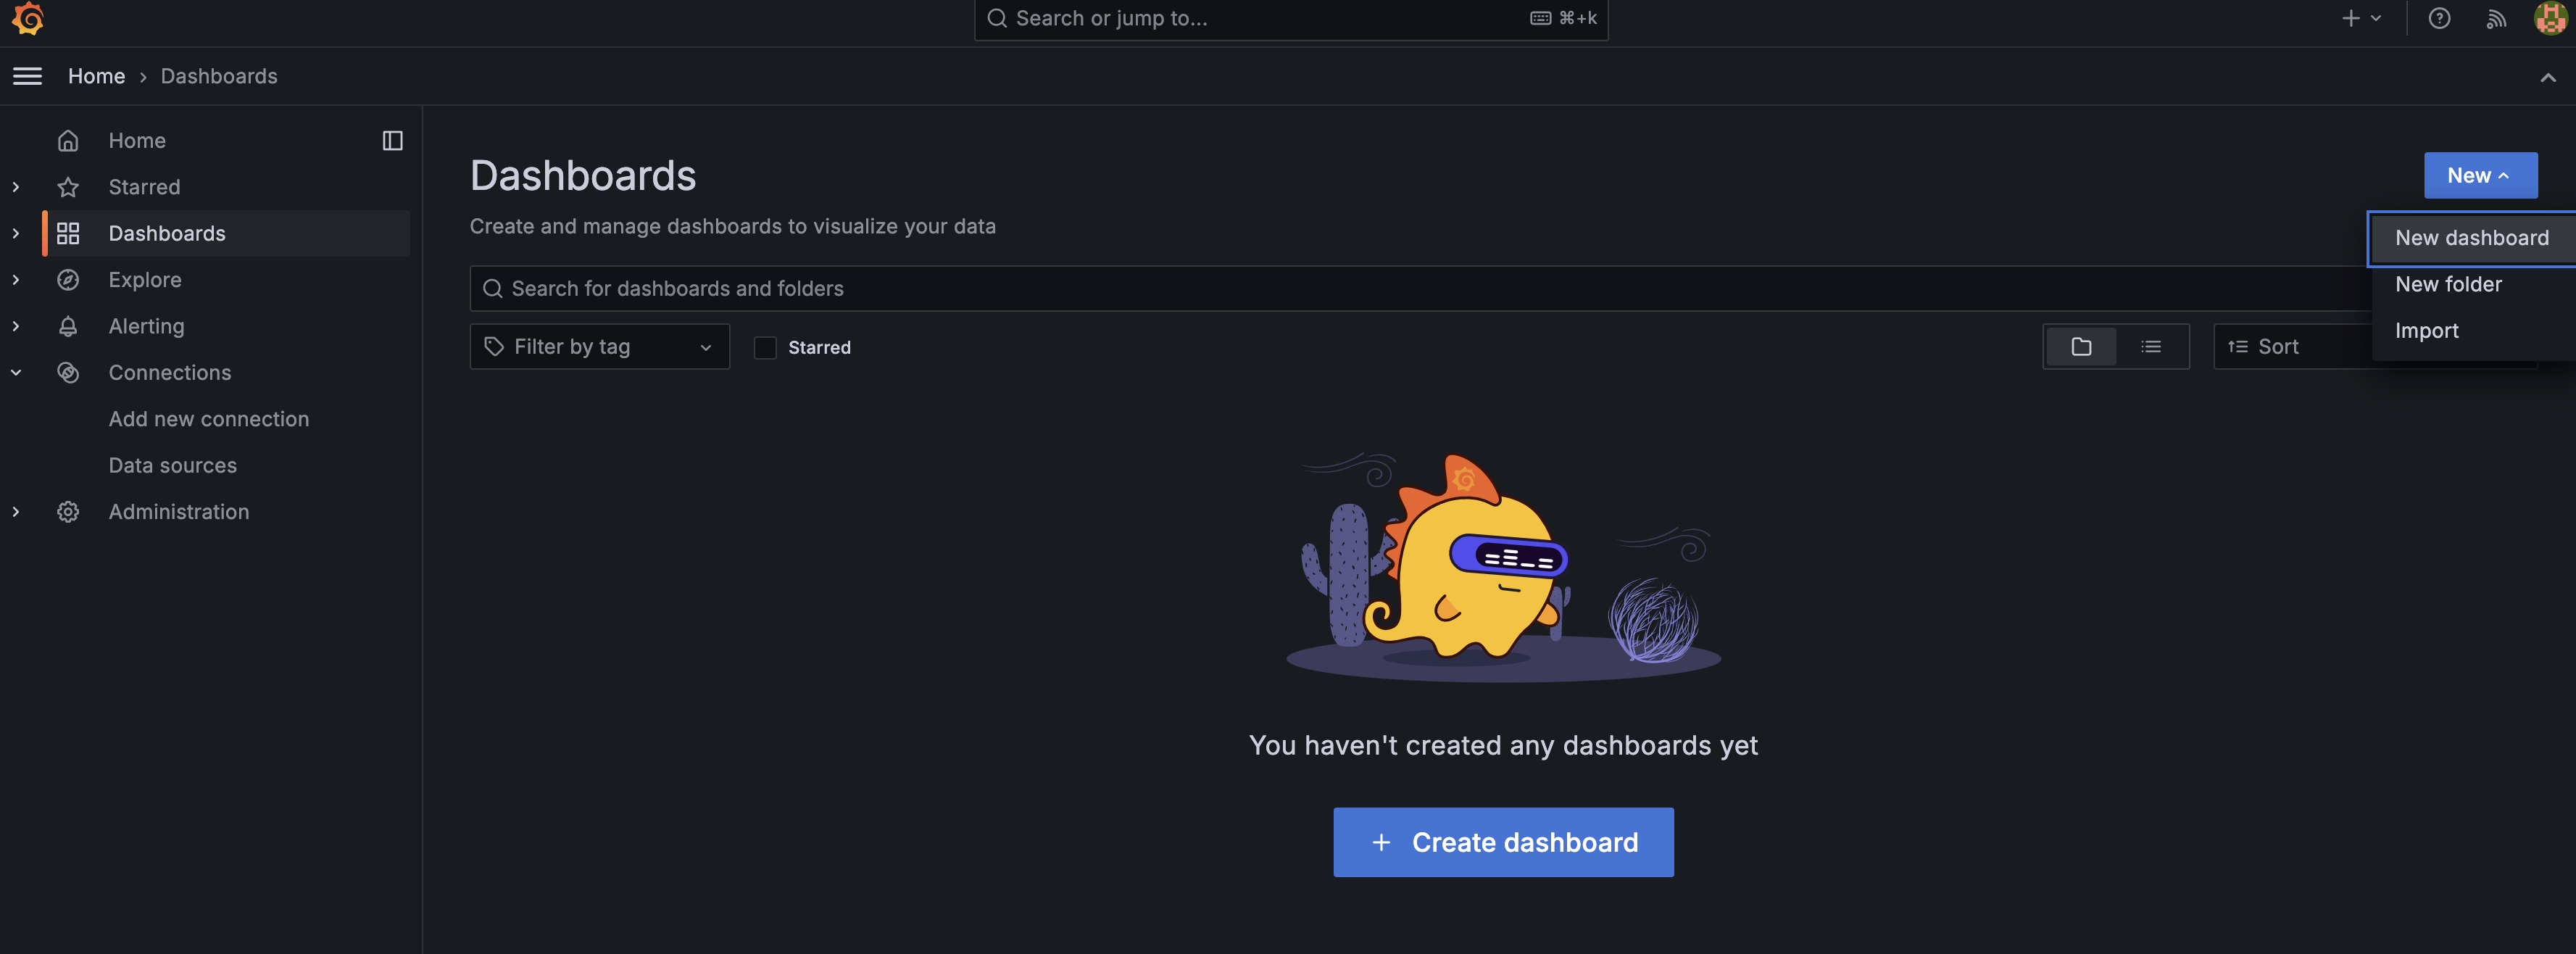 Search or jump to...
⌘+k
Home › Dashboards
Home
Starred
Dashboards
Explore
Alerting
Connections
Add new connection
Data sources
Administration
Dashboards
New
Create and manage dashboards to visualize your data
New dashboard
New folder
Import
Search for dashboards and folders
Filter by tag
Starred
Sort
You haven't created any dashboards yet
+ Create dashboard